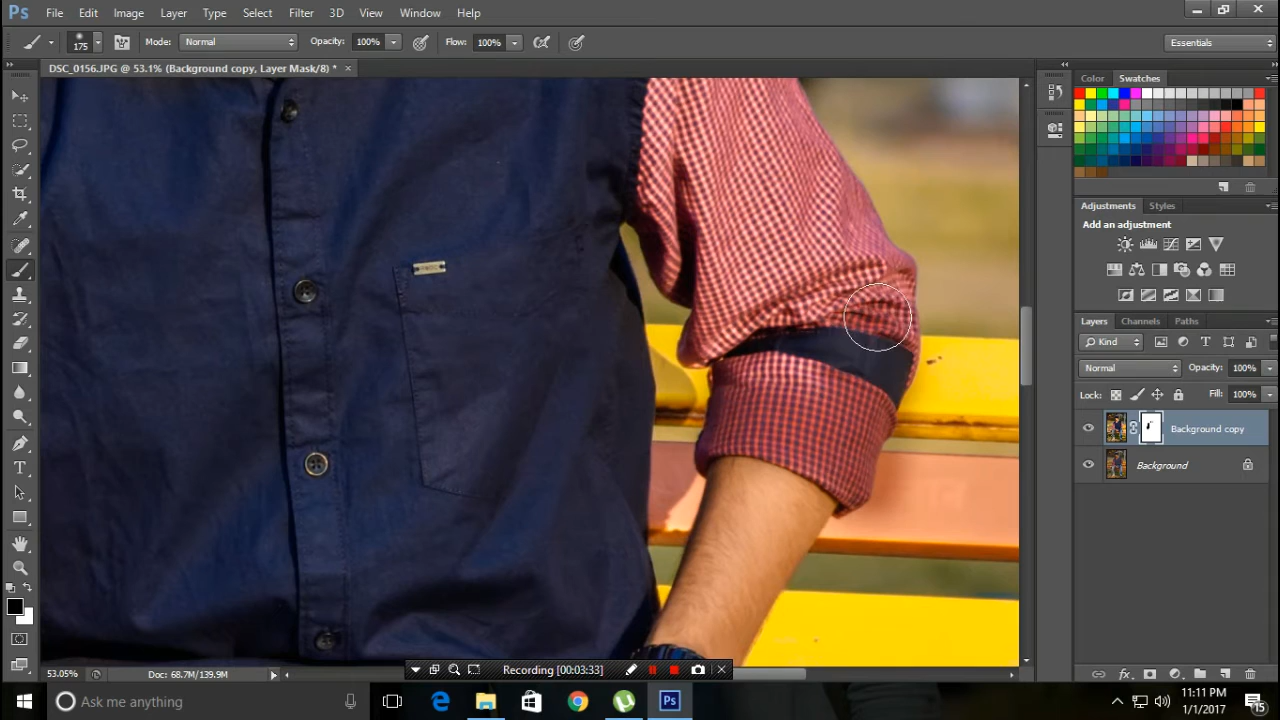 Ps File Edit Image Layer Type Select Filter 3D View Window Help
175 Mode: Normal Opacity: 100% Flow: 100% Essentials
DSC_0156.JPG @ 53.1% (Background copy, Layer Mask/8) * ×
Color Swatches
Adjustments Styles
Add an adjustment
Layers Channels Paths
Kind
Normal Opacity: 100%
Lock: Fill: 100%
Background copy
Background
53.05% Doc: 68.7M/139.9M
Recording [00:03:33]
Ask me anything
Ps
11:11 PM
1/1/2017
15